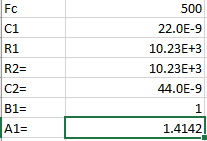 Fc 500
C1 22.0E-9
R1 10.23E+3
R2= 10.23E+3
C2= 44.0E-9
B1= 1
A1= 1.4142